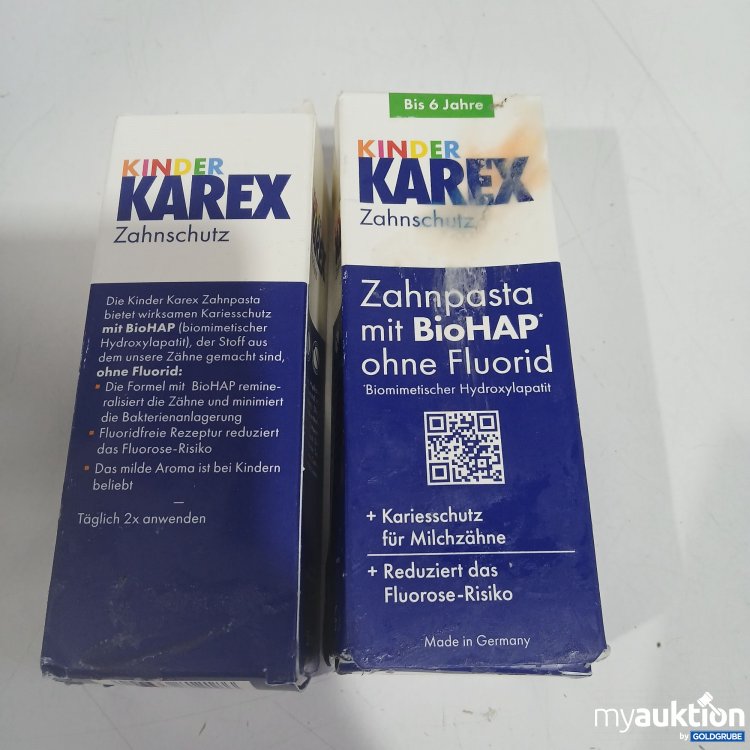 KINDER
KAREX
Zahnschutz
Die Kinder Karex Zahnpasta
bietet wirksamen Kariesschutz
mit BioHAP (biomimetischer
Hydroxylapatit), der Stoff aus
dem unsere Zähne gemacht sind,
ohne Fluorid:
▪ Die Formel mit BioHAP remine-
ralisiert die Zähne und minimiert
die Bakterienanlagerung
▪ Fluoridfreie Rezeptur reduziert
das Fluorose-Risiko
▪ Das milde Aroma ist bei Kindern
beliebt
Täglich 2x anwenden
Bis 6 Jahre
KINDER
KAREX
Zahnschutz
Zahnpasta
mit BioHAP*
ohne Fluorid
*Biomimetischer Hydroxylapatit
+ Kariesschutz
für Milchzähne
+ Reduziert das
Fluorose-Risiko
Made in Germany
myauktion
by GOLDGRUBE